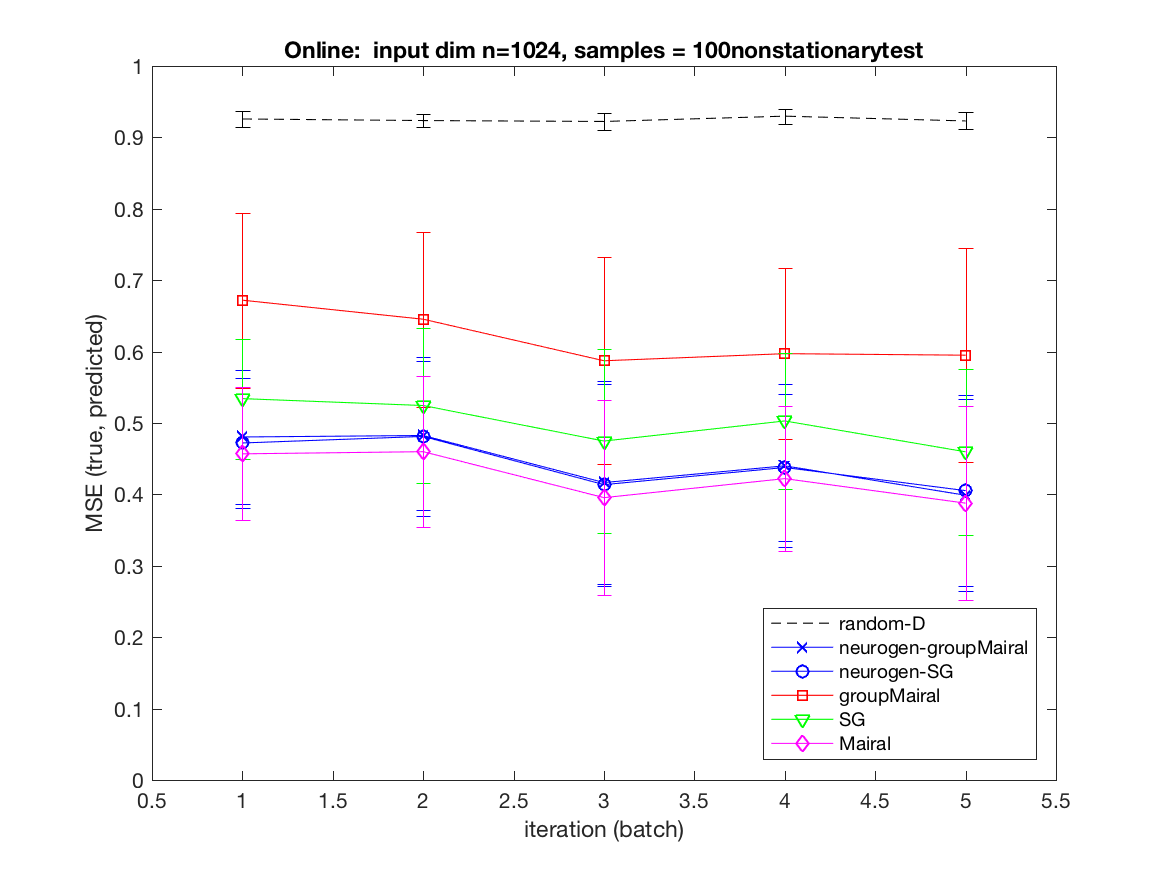 Online:  input dim n=1024, samples = 100nonstationarytest
1
0.9
0.8
0.7
0.6
0.5
0.4
0.3
0.2
0.1
0
MSE (true, predicted)
random-D
neurogen-groupMairal
neurogen-SG
groupMairal
SG
Mairal
0.5 1 1.5 2 2.5 3 3.5 4 4.5 5 5.5
iteration (batch)